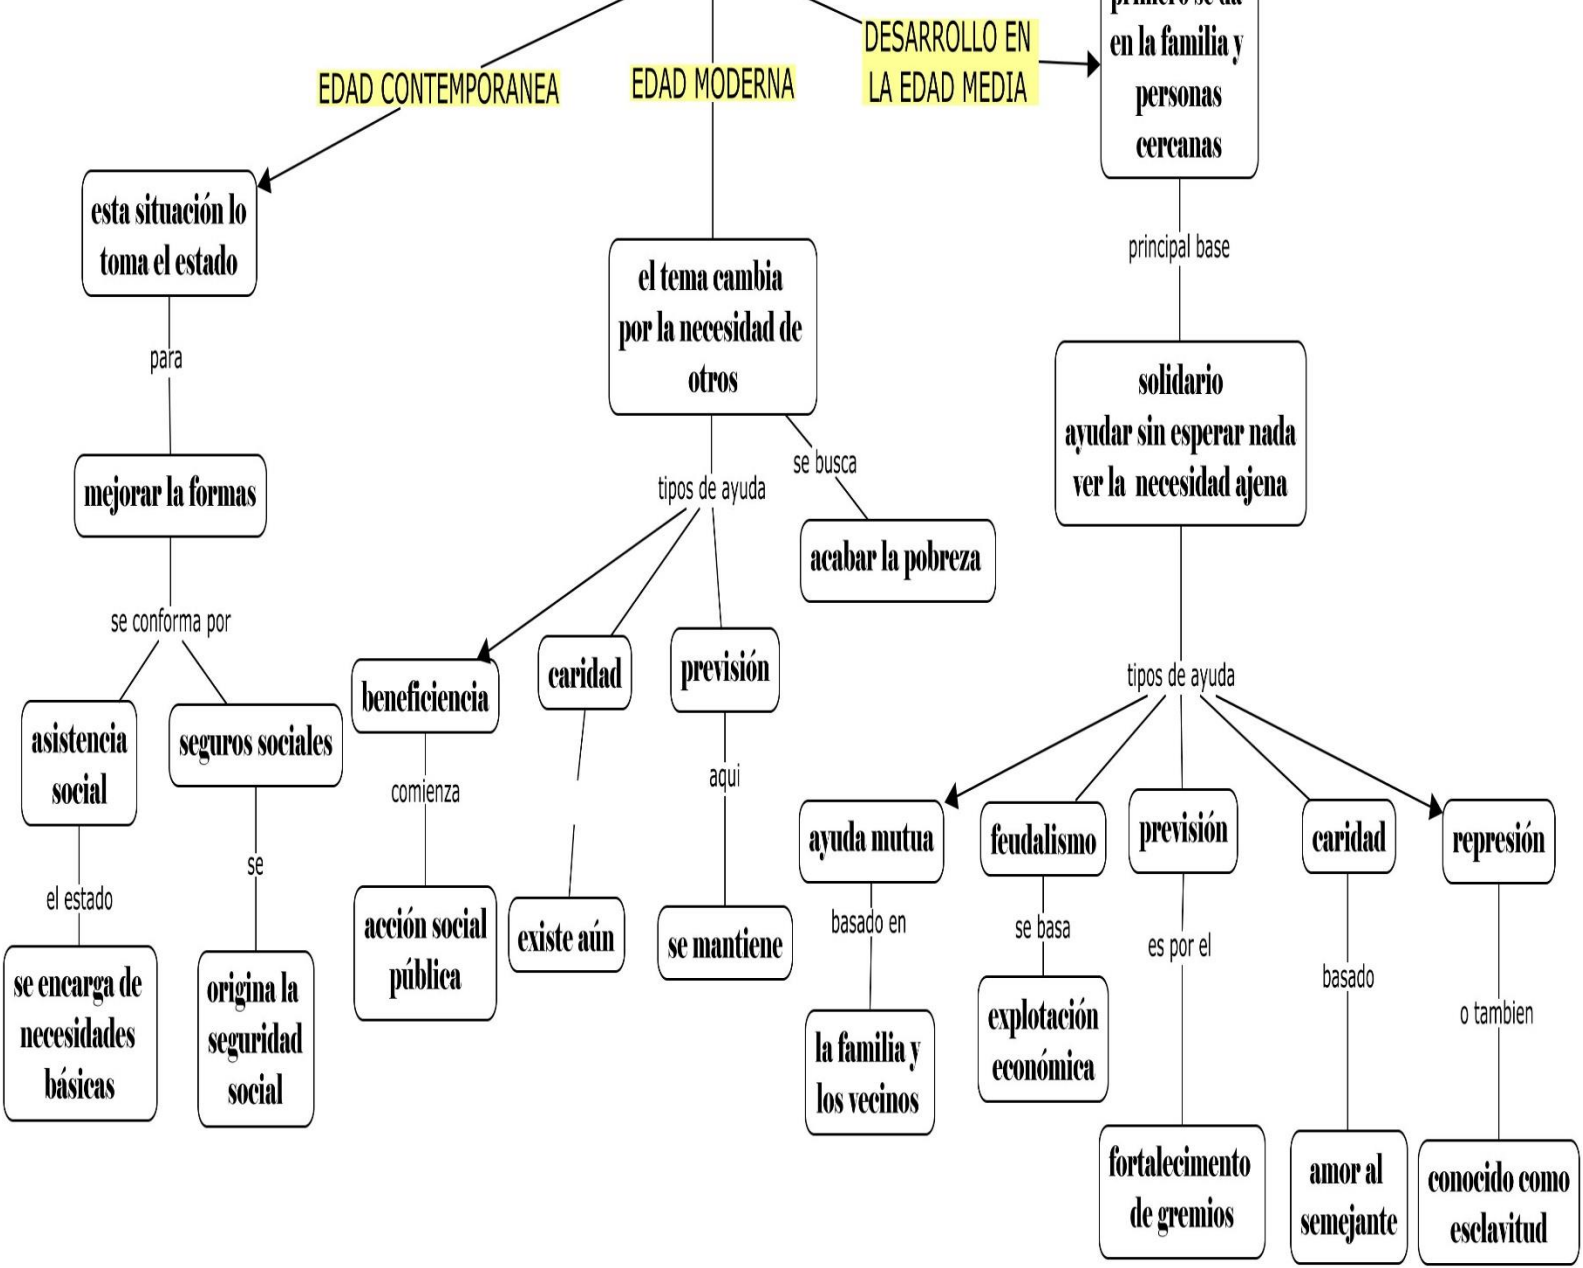 primero se da
en la familia y
personas
cercanas
DESARROLLO EN
LA EDAD MEDIA
EDAD MODERNA
EDAD CONTEMPORANEA
esta situación lo
toma el estado
para
mejorar la formas
se conforma por
asistencia
social
el estado
se encarga de
necesidades
básicas
seguros sociales
se
origina la
seguridad
social
el tema cambia
por la necesidad de
otros
se busca
acabar la pobreza
tipos de ayuda
beneficiencia
comienza
acción social
pública
caridad
existe aún
previsión
aqui
se mantiene
principal base
solidario
ayudar sin esperar nada
ver la necesidad ajena
tipos de ayuda
ayuda mutua
basado en
la familia y
los vecinos
feudalismo
se basa
explotación
económica
previsión
es por el
fortalecimento
de gremios
caridad
basado
amor al
semejante
represión
o tambien
conocido como
esclavitud